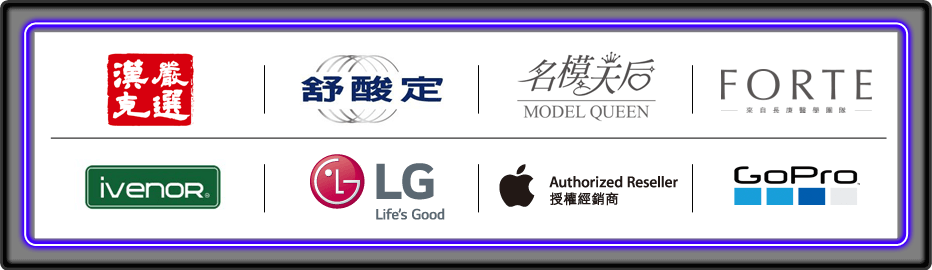 漢克嚴選
舒酸定
名模天后
MODEL QUEEN
FORTE
來自長庚醫學團隊
ivenor®
LG
Life's Good
Authorized Reseller
授權經銷商
GoPro™